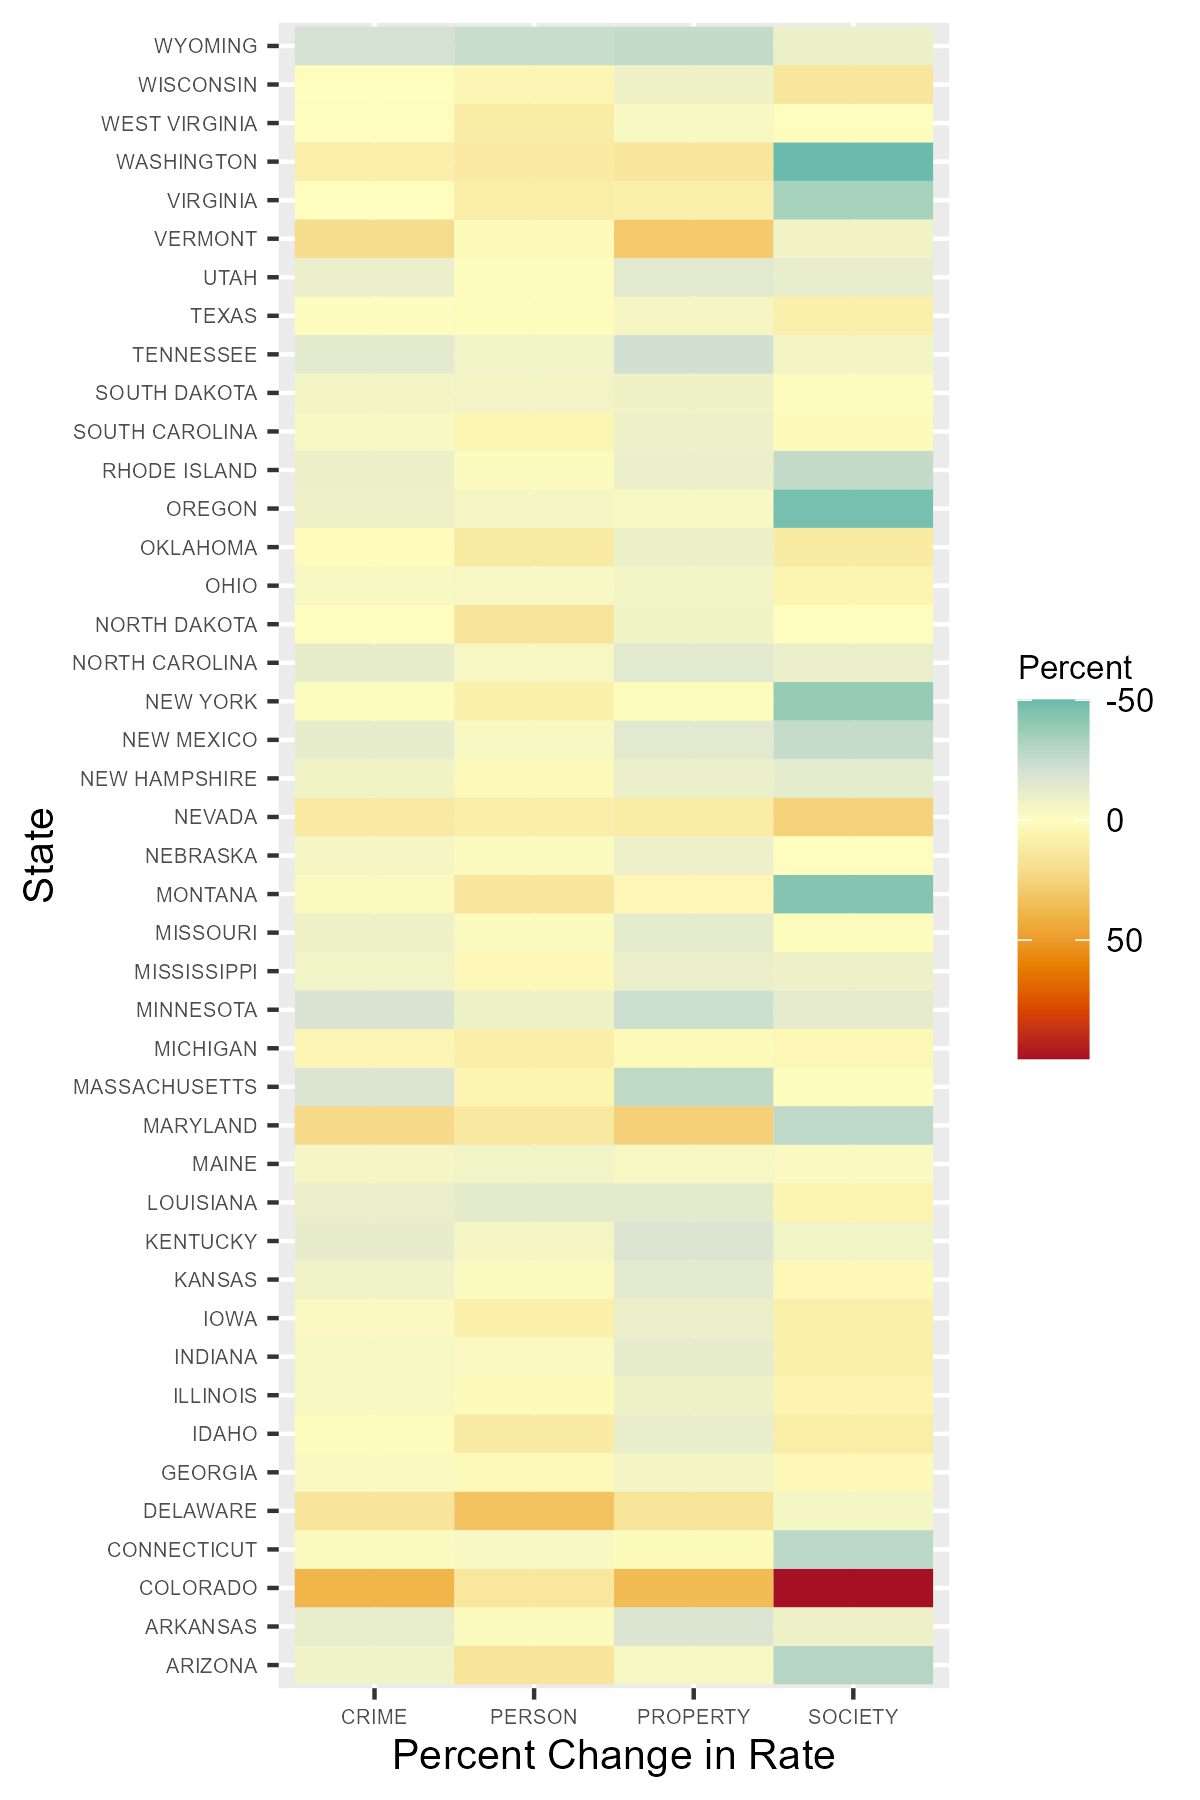 WYOMING
WISCONSIN
WEST VIRGINIA
WASHINGTON
VIRGINIA
VERMONT
UTAH
TEXAS
TENNESSEE
SOUTH DAKOTA
SOUTH CAROLINA
RHODE ISLAND
OREGON
OKLAHOMA
OHIO
NORTH DAKOTA
NORTH CAROLINA
NEW YORK
NEW MEXICO
NEW HAMPSHIRE
NEVADA
NEBRASKA
MONTANA
MISSOURI
MISSISSIPPI
MINNESOTA
MICHIGAN
MASSACHUSETTS
MARYLAND
MAINE
LOUISIANA
KENTUCKY
KANSAS
IOWA
INDIANA
ILLINOIS
IDAHO
GEORGIA
DELAWARE
CONNECTICUT
COLORADO
ARKANSAS
ARIZONA
State
CRIME PERSON PROPERTY SOCIETY
Percent Change in Rate
Percent
-50
0
50